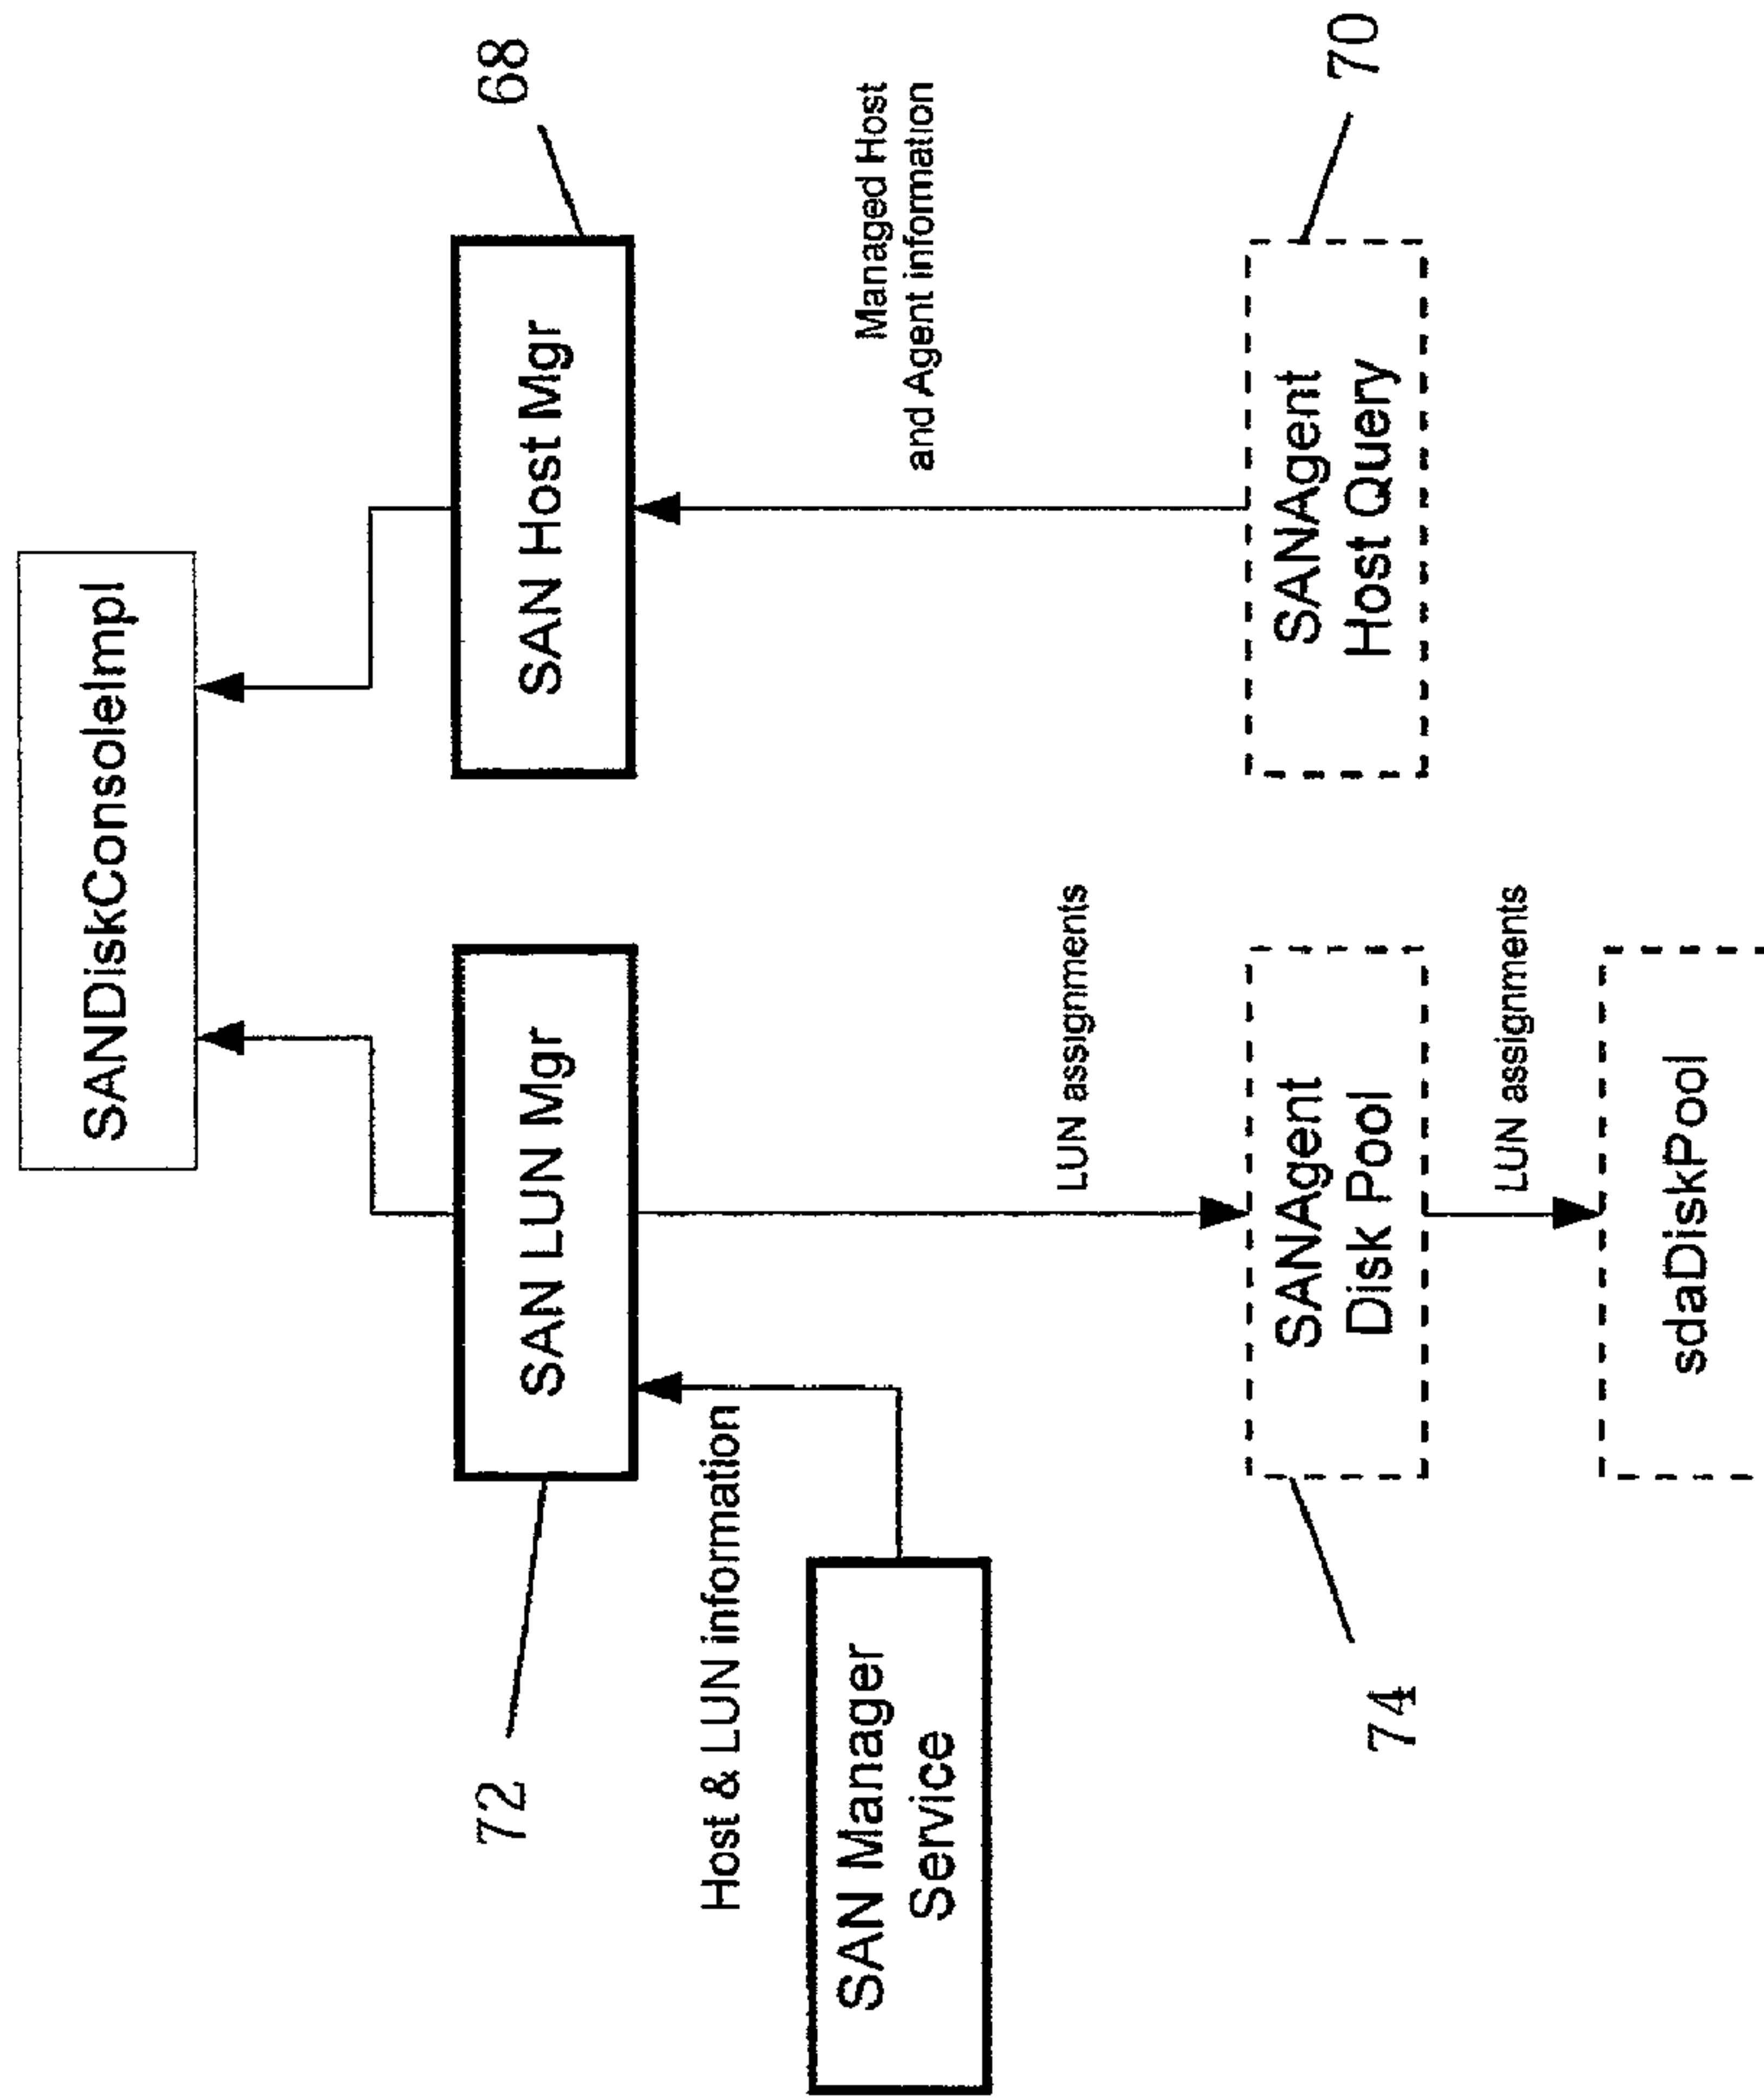 SANDiskConsoleImpl
72
SAN LUN Mgr
SAN Host Mgr
68
Host & LUN information
SAN Manager
Service
Managed Host
and Agent information
LUN assignments
74
SANAgent
Disk Pool
SANAgent
Host Query
70
LUN assignments
sdaDiskPool